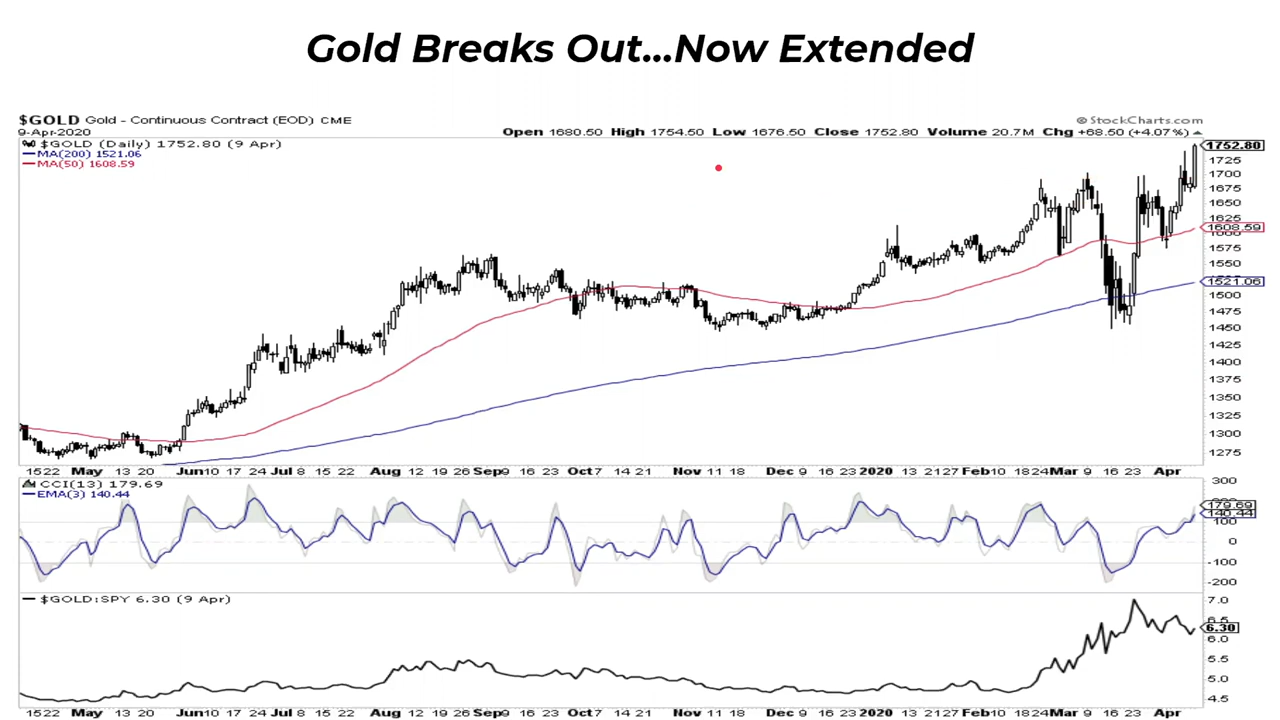 Gold Breaks Out...Now Extended
$GOLD Gold - Continuous Contract (EOD) CME
© StockCharts.com
9-Apr-2020
Open 1680.50 High 1754.50 Low 1676.50 Close 1752.80 Volume 20.7M Chg +68.50 (+4.07%)
$GOLD (Daily) 1752.80 (9 Apr)
MA(200) 1521.06
MA(50) 1608.59
1752.80
1725
1700
1675
1650
1625
1608.59
1575
1550
1521.06
1500
1475
1450
1425
1400
1375
1350
1325
1300
1275
15 22 May 13 20 Jun 10 17 24 Jul 8 15 22 Aug 12 19 26 Sep 9 16 23 Oct 7 14 21 Nov 11 18 Dec 9 16 23 2020 13 21 27 Feb 10 18 24 Mar 9 16 23 Apr
CCI(13) 179.69
EMA(3) 140.44
300
179.69
140.44
100
0
-100
-200
$GOLD:SPY 6.30 (9 Apr)
7.0
6.30
6.0
5.5
5.0
4.5
15 22 May 13 20 Jun 10 17 24 Jul 8 15 22 Aug 12 19 26 Sep 9 16 23 Oct 7 14 21 Nov 11 18 Dec 9 16 23 2020 13 21 27 Feb 10 18 24 Mar 9 16 23 Apr